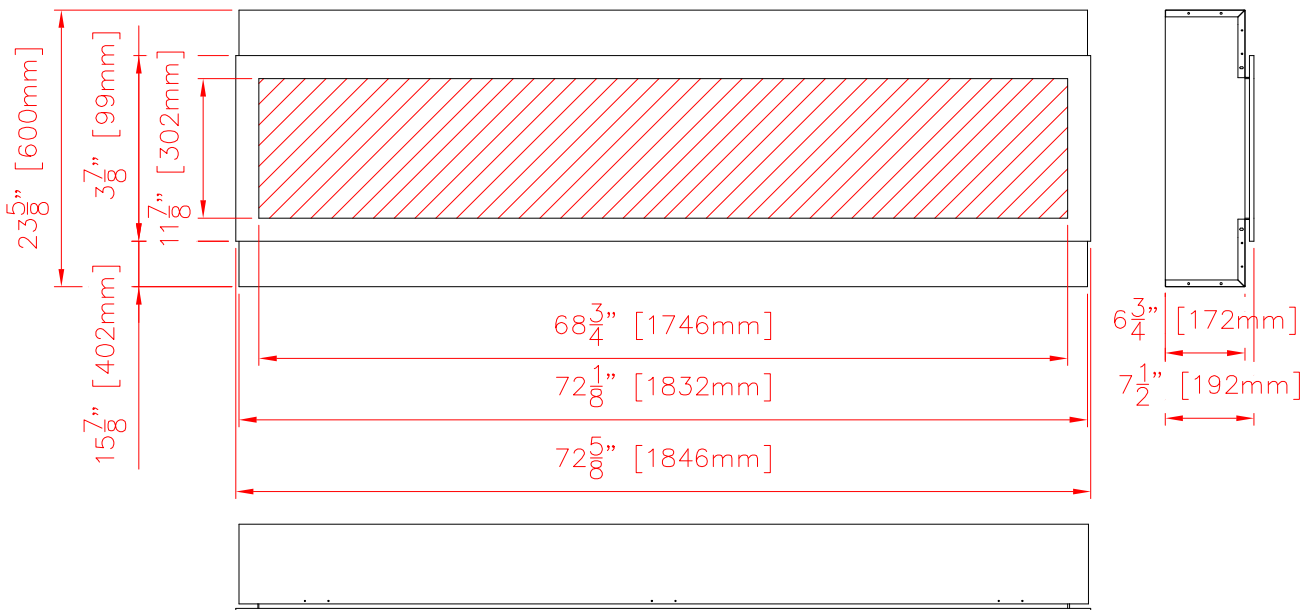 23 5/8" [600mm]
3 7/8" [99mm]
11 7/8" [302mm]
15 7/8" [402mm]
68 3/4" [1746mm]
72 1/8" [1832mm]
72 5/8" [1846mm]
6 3/4" [172mm]
7 1/2" [192mm]